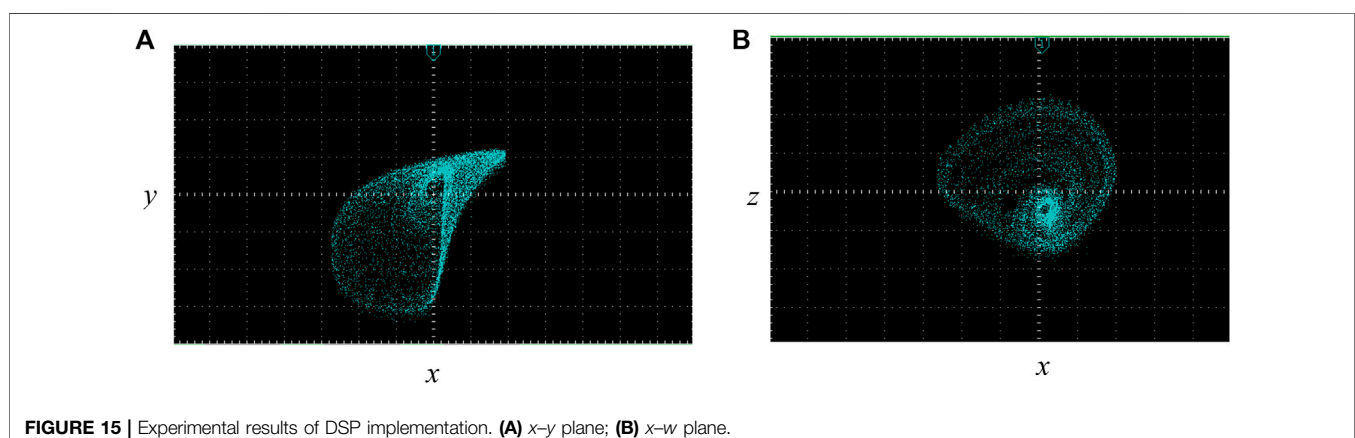 A
B
y
z
x
x
FIGURE 15 | Experimental results of DSP implementation. (A) x–y plane; (B) x–w plane.